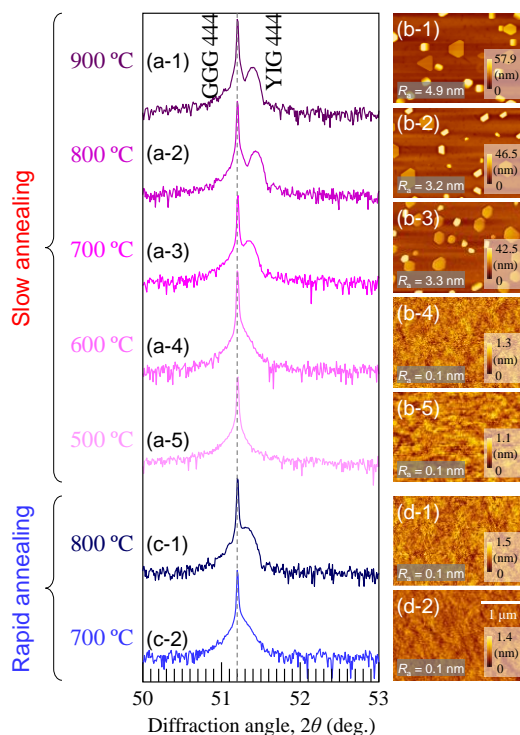 Slow annealing
Rapid annealing
900 ºC
800 ºC
700 ºC
600 ºC
500 ºC
800 ºC
700 ºC
(a-1)
(a-2)
(a-3)
(a-4)
(a-5)
(c-1)
(c-2)
GGG 444
YIG 444
50
51
52
53
Diffraction angle, 2θ (deg.)
(b-1)
57.9
(nm)
0
Ra = 4.9 nm
(b-2)
46.5
(nm)
0
Ra = 3.2 nm
(b-3)
42.5
(nm)
0
Ra = 3.3 nm
(b-4)
1.3
(nm)
0
Ra = 0.1 nm
(b-5)
1.1
(nm)
0
Ra = 0.1 nm
(d-1)
1.5
(nm)
0
Ra = 0.1 nm
(d-2)
1 μm
1.4
(nm)
0
Ra = 0.1 nm